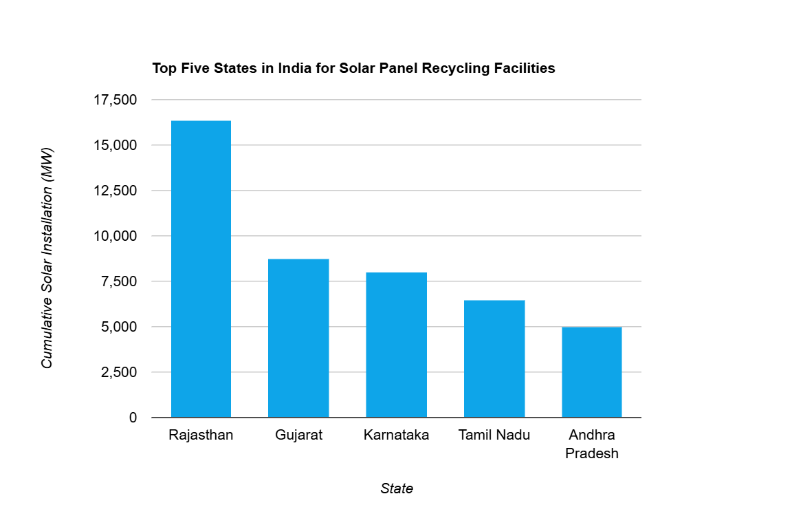 Top Five States in India for Solar Panel Recycling Facilities
17,500
15,000
12,500
10,000
7,500
5,000
2,500
0
Cumulative Solar Installation (MW)
Rajasthan
Gujarat
Karnataka
Tamil Nadu
Andhra
Pradesh
State